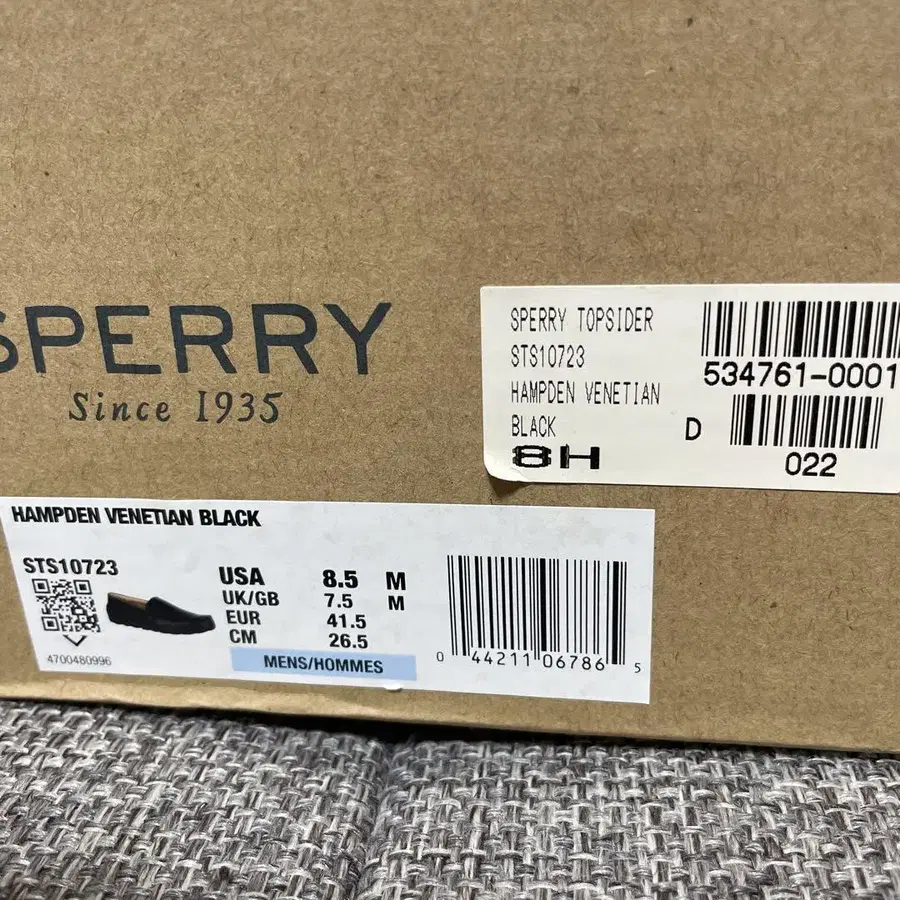 SPERRY
Since 1935
SPERRY TOPSIDER
STS10723
HAMPDEN VENETIAN
BLACK
8H
534761-0001
D
022
HAMPDEN VENETIAN BLACK
STS10723
4700480996
USA 8.5 M
UK/GB 7.5 M
EUR 41.5
CM 26.5
MENS/HOMMES
0 44211 06786 5